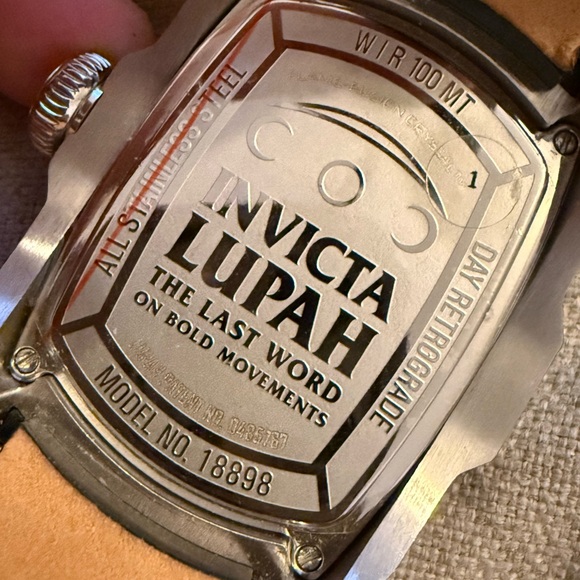 W / R 100 MT
ALL STAINLESS STEEL
1
INVICTA
LUPAH
THE LAST WORD
ON BOLD MOVEMENTS
DAY RETROGRADE
MODEL NO. 18898